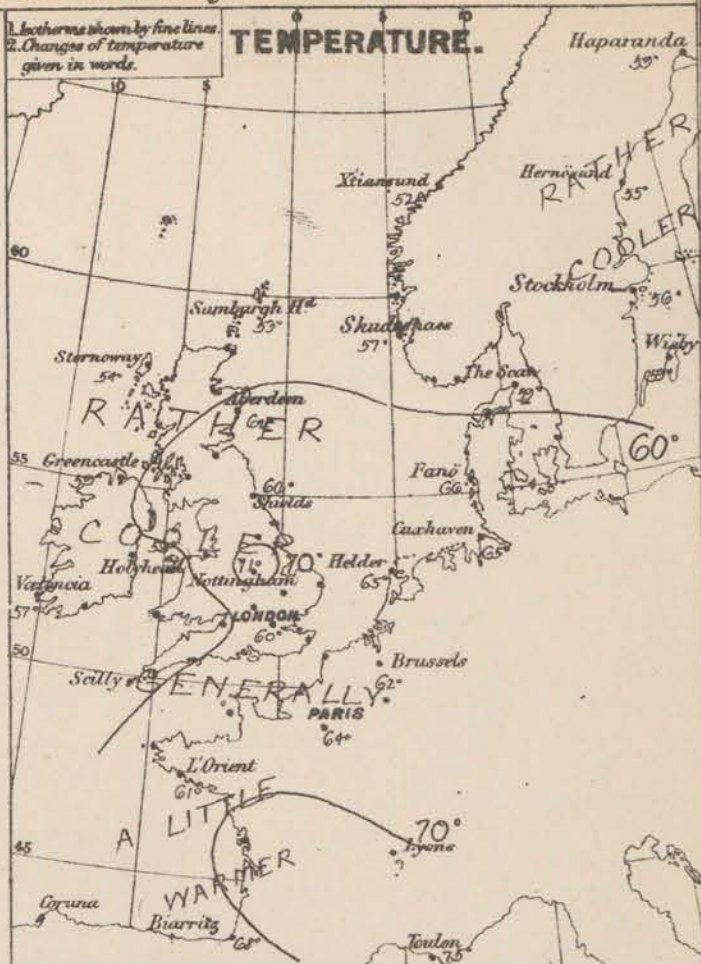 1. Isotherms shown by fine lines.
2. Changes of temperature
given in words.
TEMPERATURE.
0
5
10
10
5
Haparanda
59°
RATHER
Hernösand
55°
Xtiansund
52°
COOLER
60
Stockholm
56°
Sumburgh Hd
53°
Skudesnaes
57°
Wisby
Stornoway
54°
The Scaw
Aberdeen
RATHER
60°
55
Greencastle
Fanö
66°
60°
Shields
COOLER
Cuxhaven
65°
Holyhead
71°
70°
Helder
65°
Nottingham
Valencia
57°
LONDON
60°
50
Brussels
62°
Scilly
GENERALLY
PARIS
64°
L'Orient
61°
A LITTLE
70°
Lyons
?
45
WARMER
Coruna
Biarritz
68°
Toulon
75